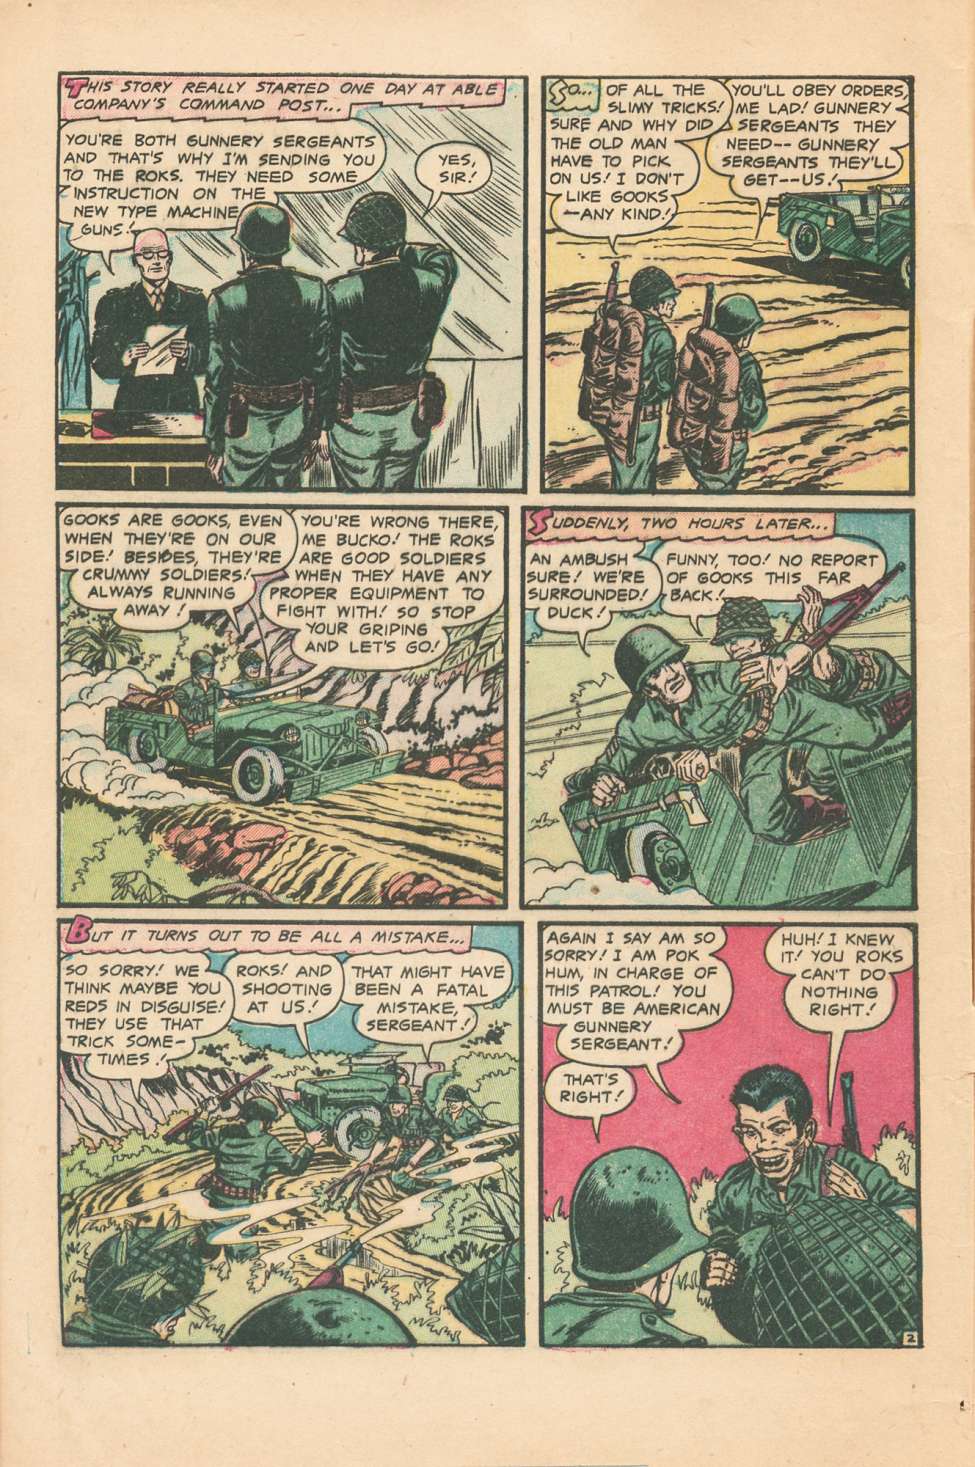 THIS STORY REALLY STARTED ONE DAY AT ABLE
COMPANY'S COMMAND POST...
YOU'RE BOTH GUNNERY SERGEANTS
AND THAT'S WHY I'M SENDING YOU
TO THE ROKS. THEY NEED SOME
INSTRUCTION ON THE
NEW TYPE MACHINE
GUNS!
YES,
SIR!
SO...
OF ALL THE
SLIMY TRICKS!
SURE AND WHY DID
THE OLD MAN
HAVE TO PICK
ON US! I DON'T
LIKE GOOKS
—ANY KIND!
YOU'LL OBEY ORDERS,
ME LAD! GUNNERY
SERGEANTS THEY
NEED-- GUNNERY
SERGEANTS THEY'LL
GET--US!
GOOKS ARE GOOKS, EVEN
WHEN THEY'RE ON OUR
SIDE! BESIDES, THEY'RE
CRUMMY SOLDIERS!
ALWAYS RUNNING
AWAY!
YOU'RE WRONG THERE,
ME BUCKO! THE ROKS
ARE GOOD SOLDIERS
WHEN THEY HAVE ANY
PROPER EQUIPMENT TO
FIGHT WITH! SO STOP
YOUR GRIPING
AND LET'S GO!
SUDDENLY, TWO HOURS LATER...
AN AMBUSH
SURE! WE'RE
SURROUNDED!
DUCK!
FUNNY, TOO! NO REPORT
OF GOOKS THIS FAR
BACK!
BUT IT TURNS OUT TO BE ALL A MISTAKE...
SO SORRY! WE
THINK MAYBE YOU
REDS IN DISGUISE!
THEY USE THAT
TRICK SOME-
TIMES!
ROKS! AND
SHOOTING
AT US!
THAT MIGHT HAVE
BEEN A FATAL
MISTAKE,
SERGEANT!
AGAIN I SAY AM SO
SORRY! I AM POK
HUM, IN CHARGE OF
THIS PATROL! YOU
MUST BE AMERICAN
GUNNERY
SERGEANT!
THAT'S
RIGHT!
HUH! I KNEW
IT! YOU ROKS
CAN'T DO
NOTHING
RIGHT!
2